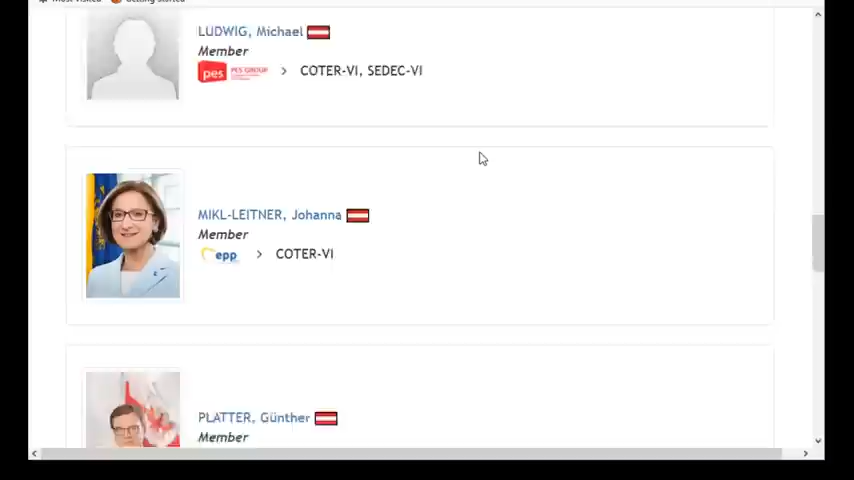 LUDWIG, Michael
Member
pes PES GROUP > COTER-VI, SEDEC-VI
MIKL-LEITNER, Johanna
Member
epp > COTER-VI
PLATTER, Günther
Member